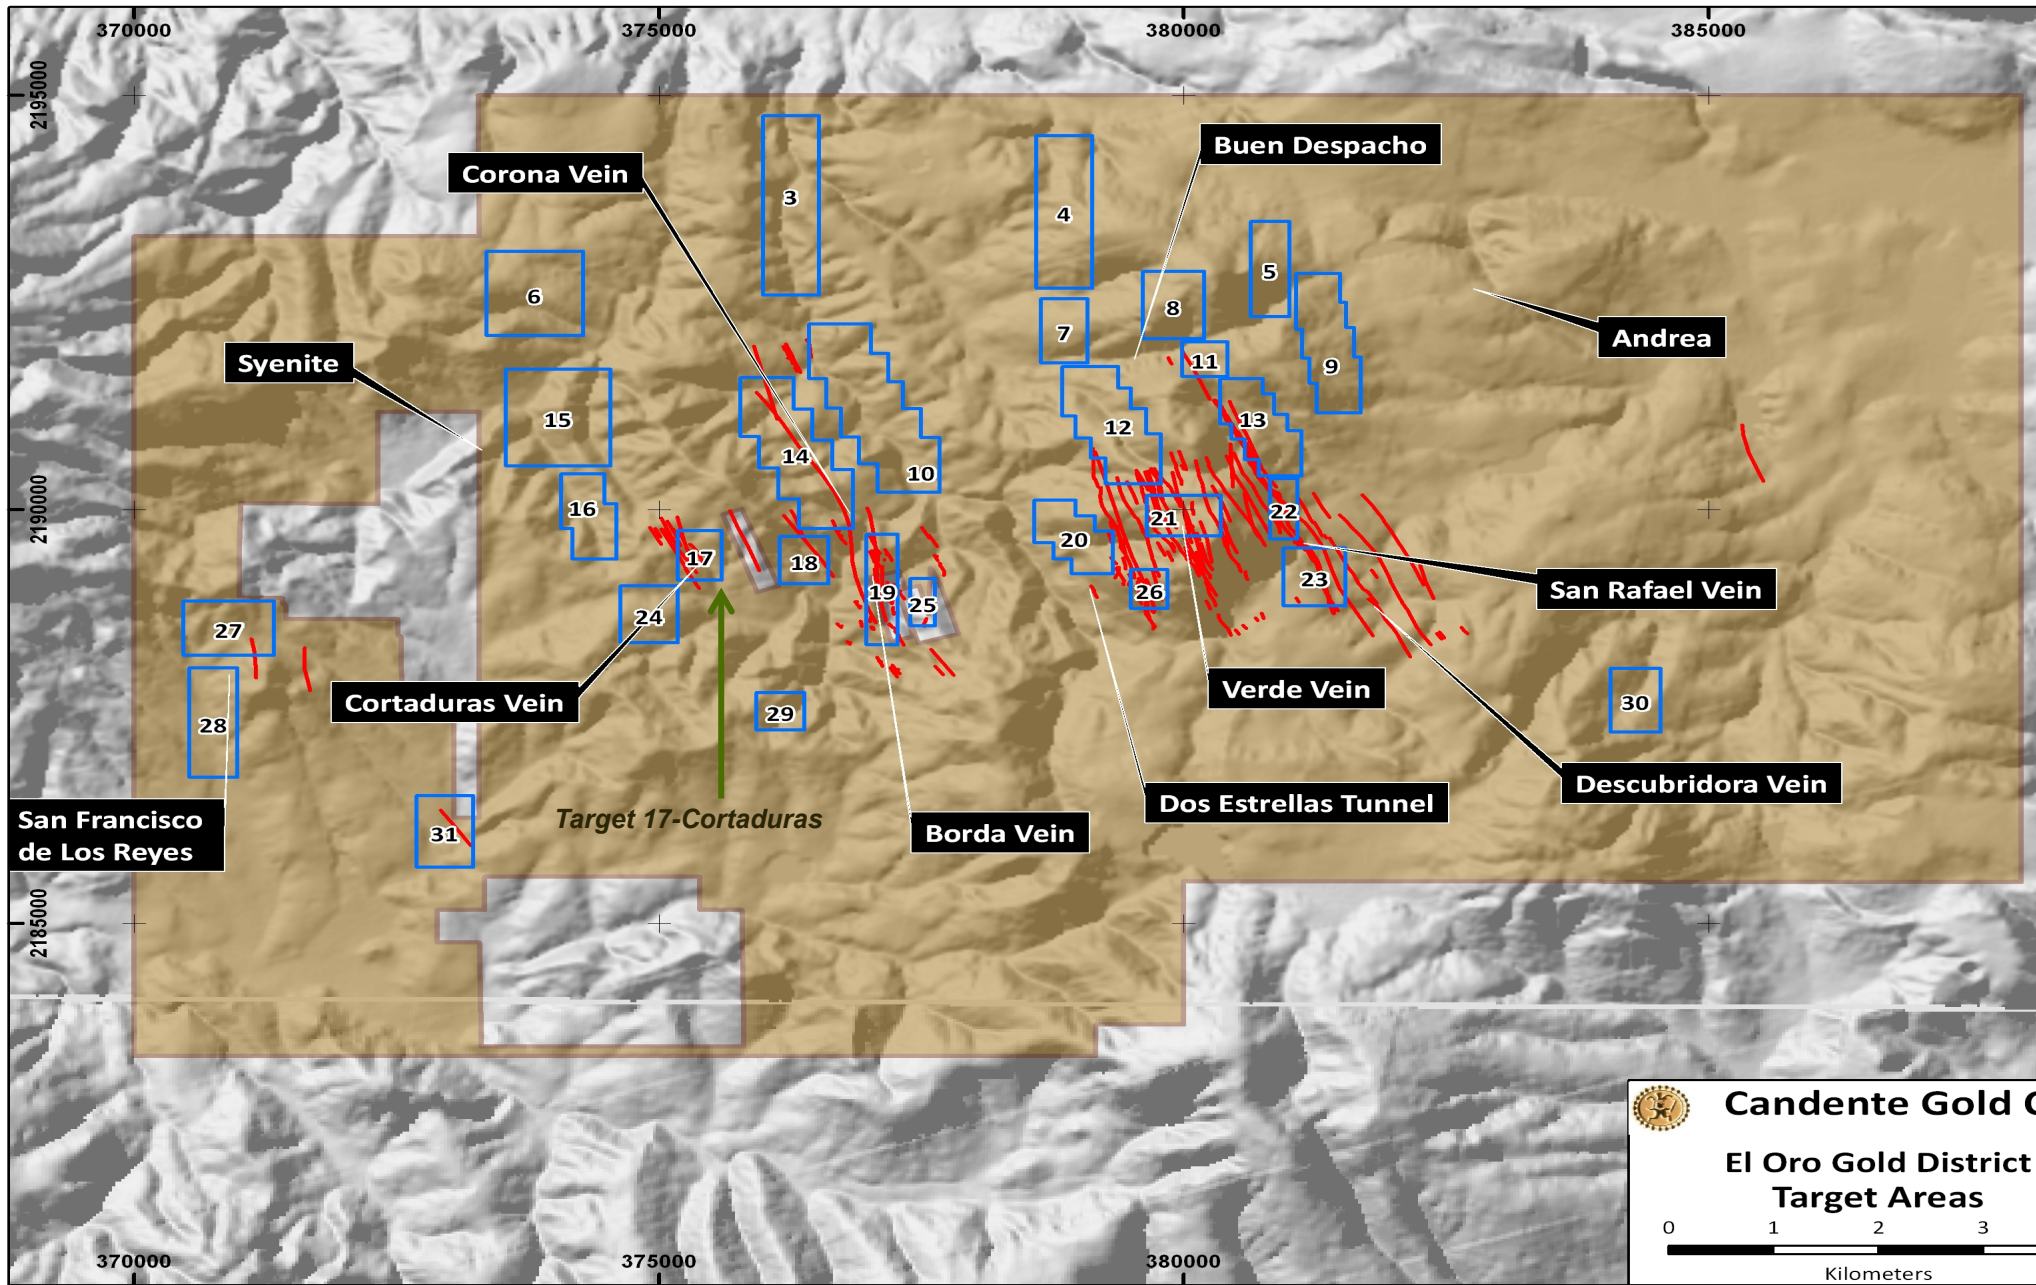 370000
375000
380000
385000
2195000
2190000
2185000
Buen Despacho
Corona Vein
3
4
5
6
7
8
Andrea
Syenite
11
9
15
12
13
14
10
16
21
22
20
17
18
23
San Rafael Vein
19
26
25
24
27
Verde Vein
Cortaduras Vein
30
29
28
Descubridora Vein
Dos Estrellas Tunnel
San Francisco
de Los Reyes
Target 17-Cortaduras
31
Borda Vein
Candente Gold C
El Oro Gold District
Target Areas
0 1 2 3
Kilometers
370000
375000
380000